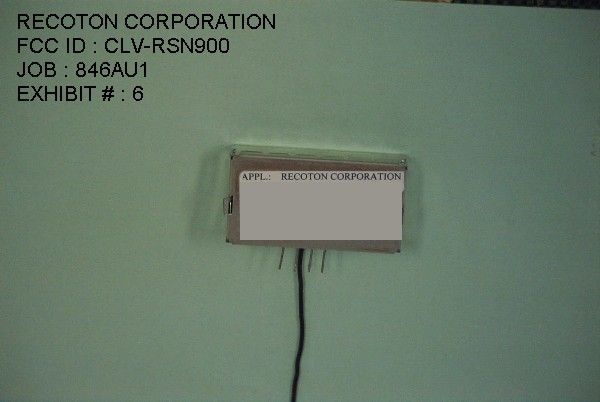 RECOTON CORPORATION
FCC ID : CLV-RSN900
JOB : 846AU1
EXHIBIT # : 6
APPL.: RECOTON CORPORATION